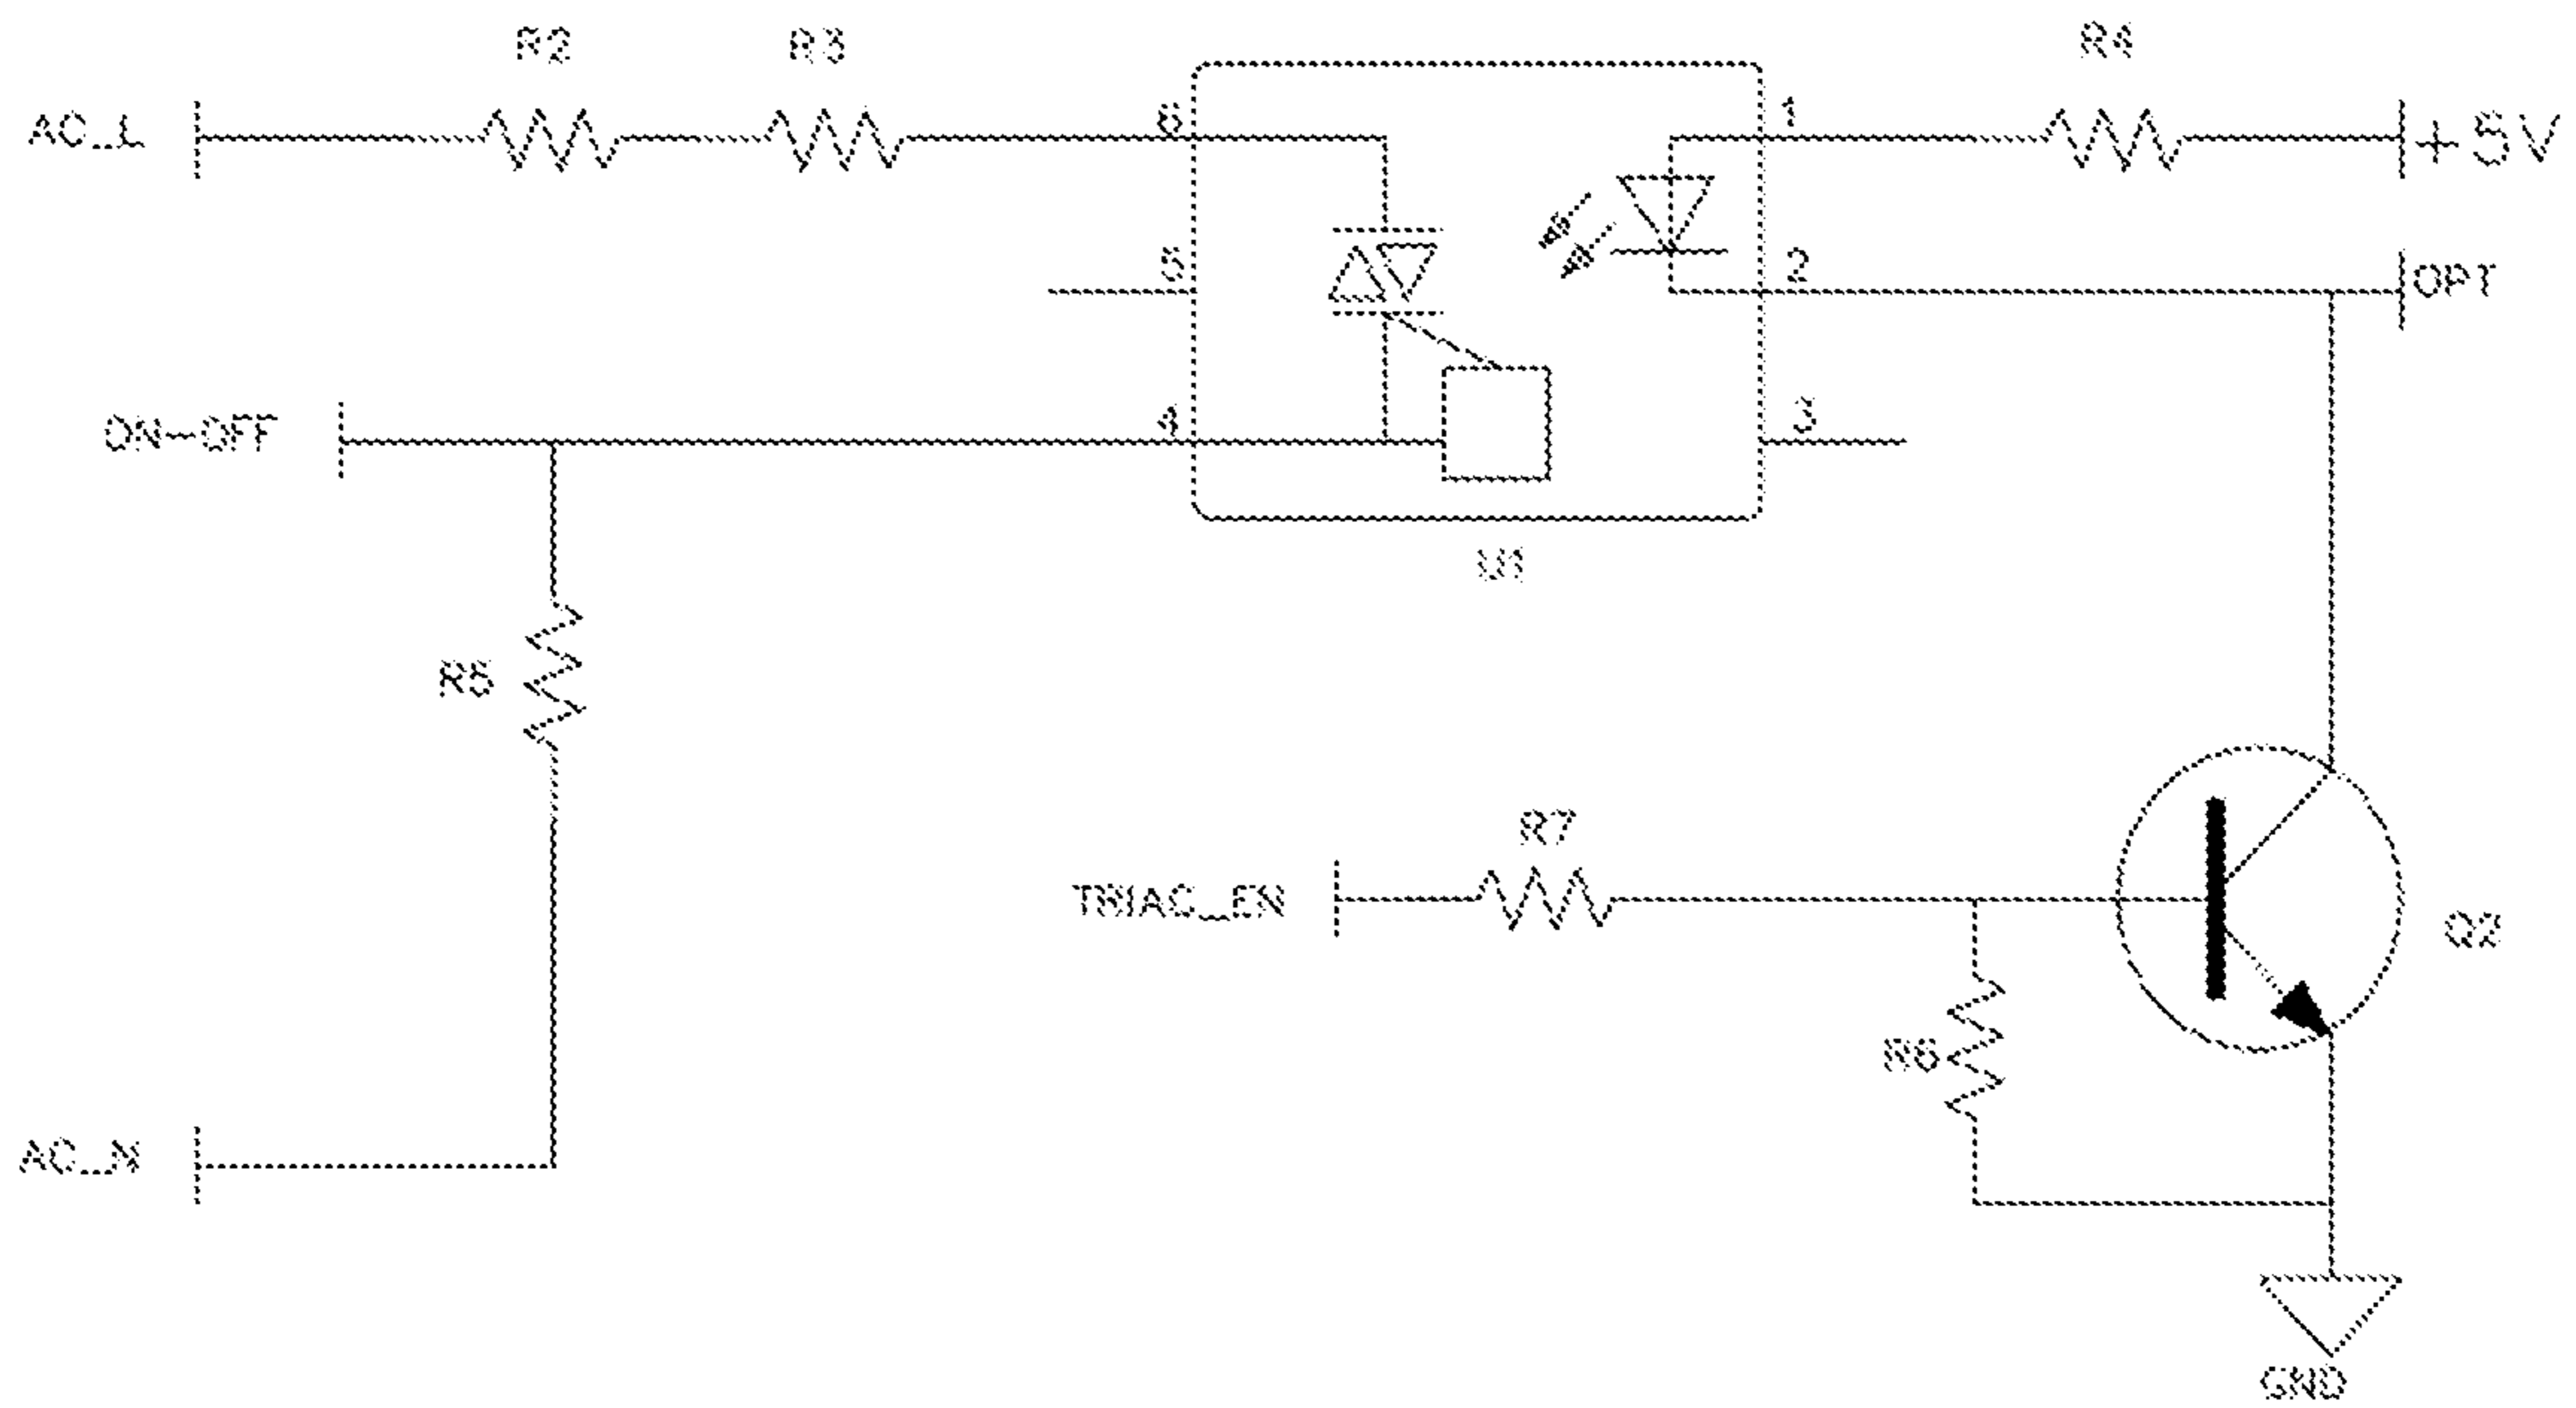 R2
R3
R4
AC_L
6
1
+5V
5
2
OPT
ON-OFF
4
3
U1
R5
R7
TRIAC_EN
Q2
R6
AC_N
GND